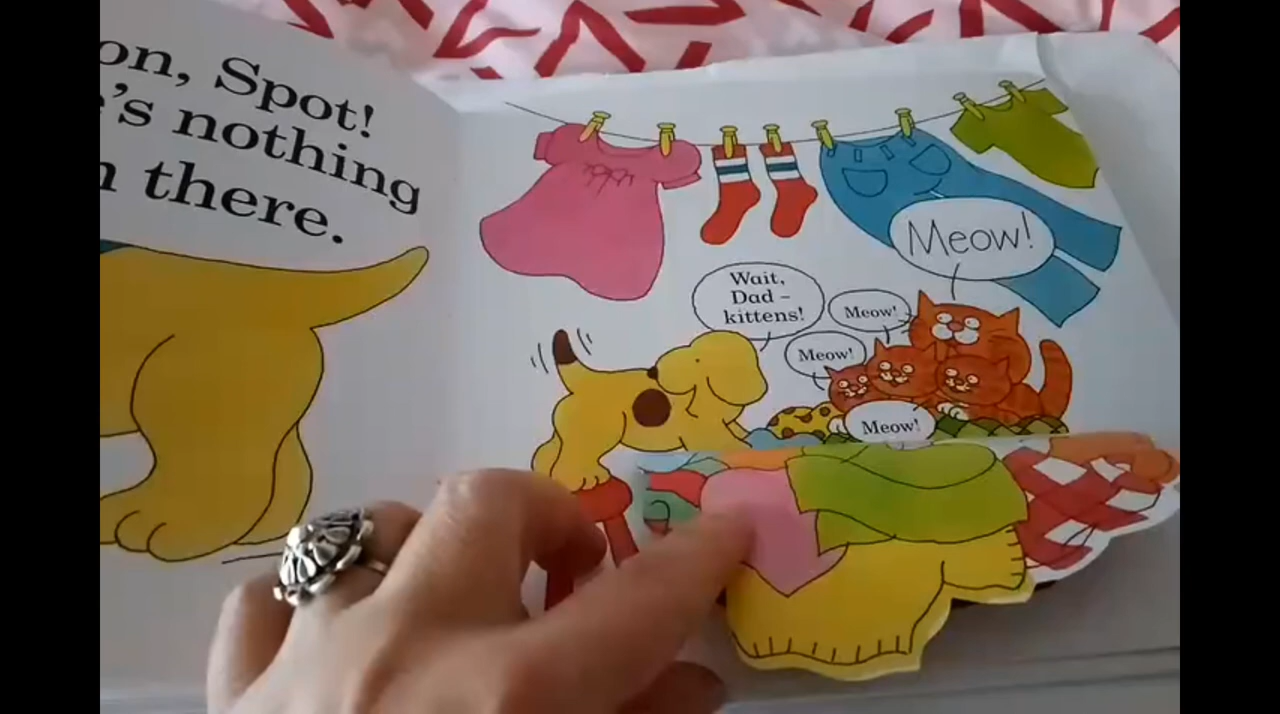 on, Spot!
's nothing
there.
Meow!
Wait,
Dad –
kittens!
Meow!
Meow!
Meow!